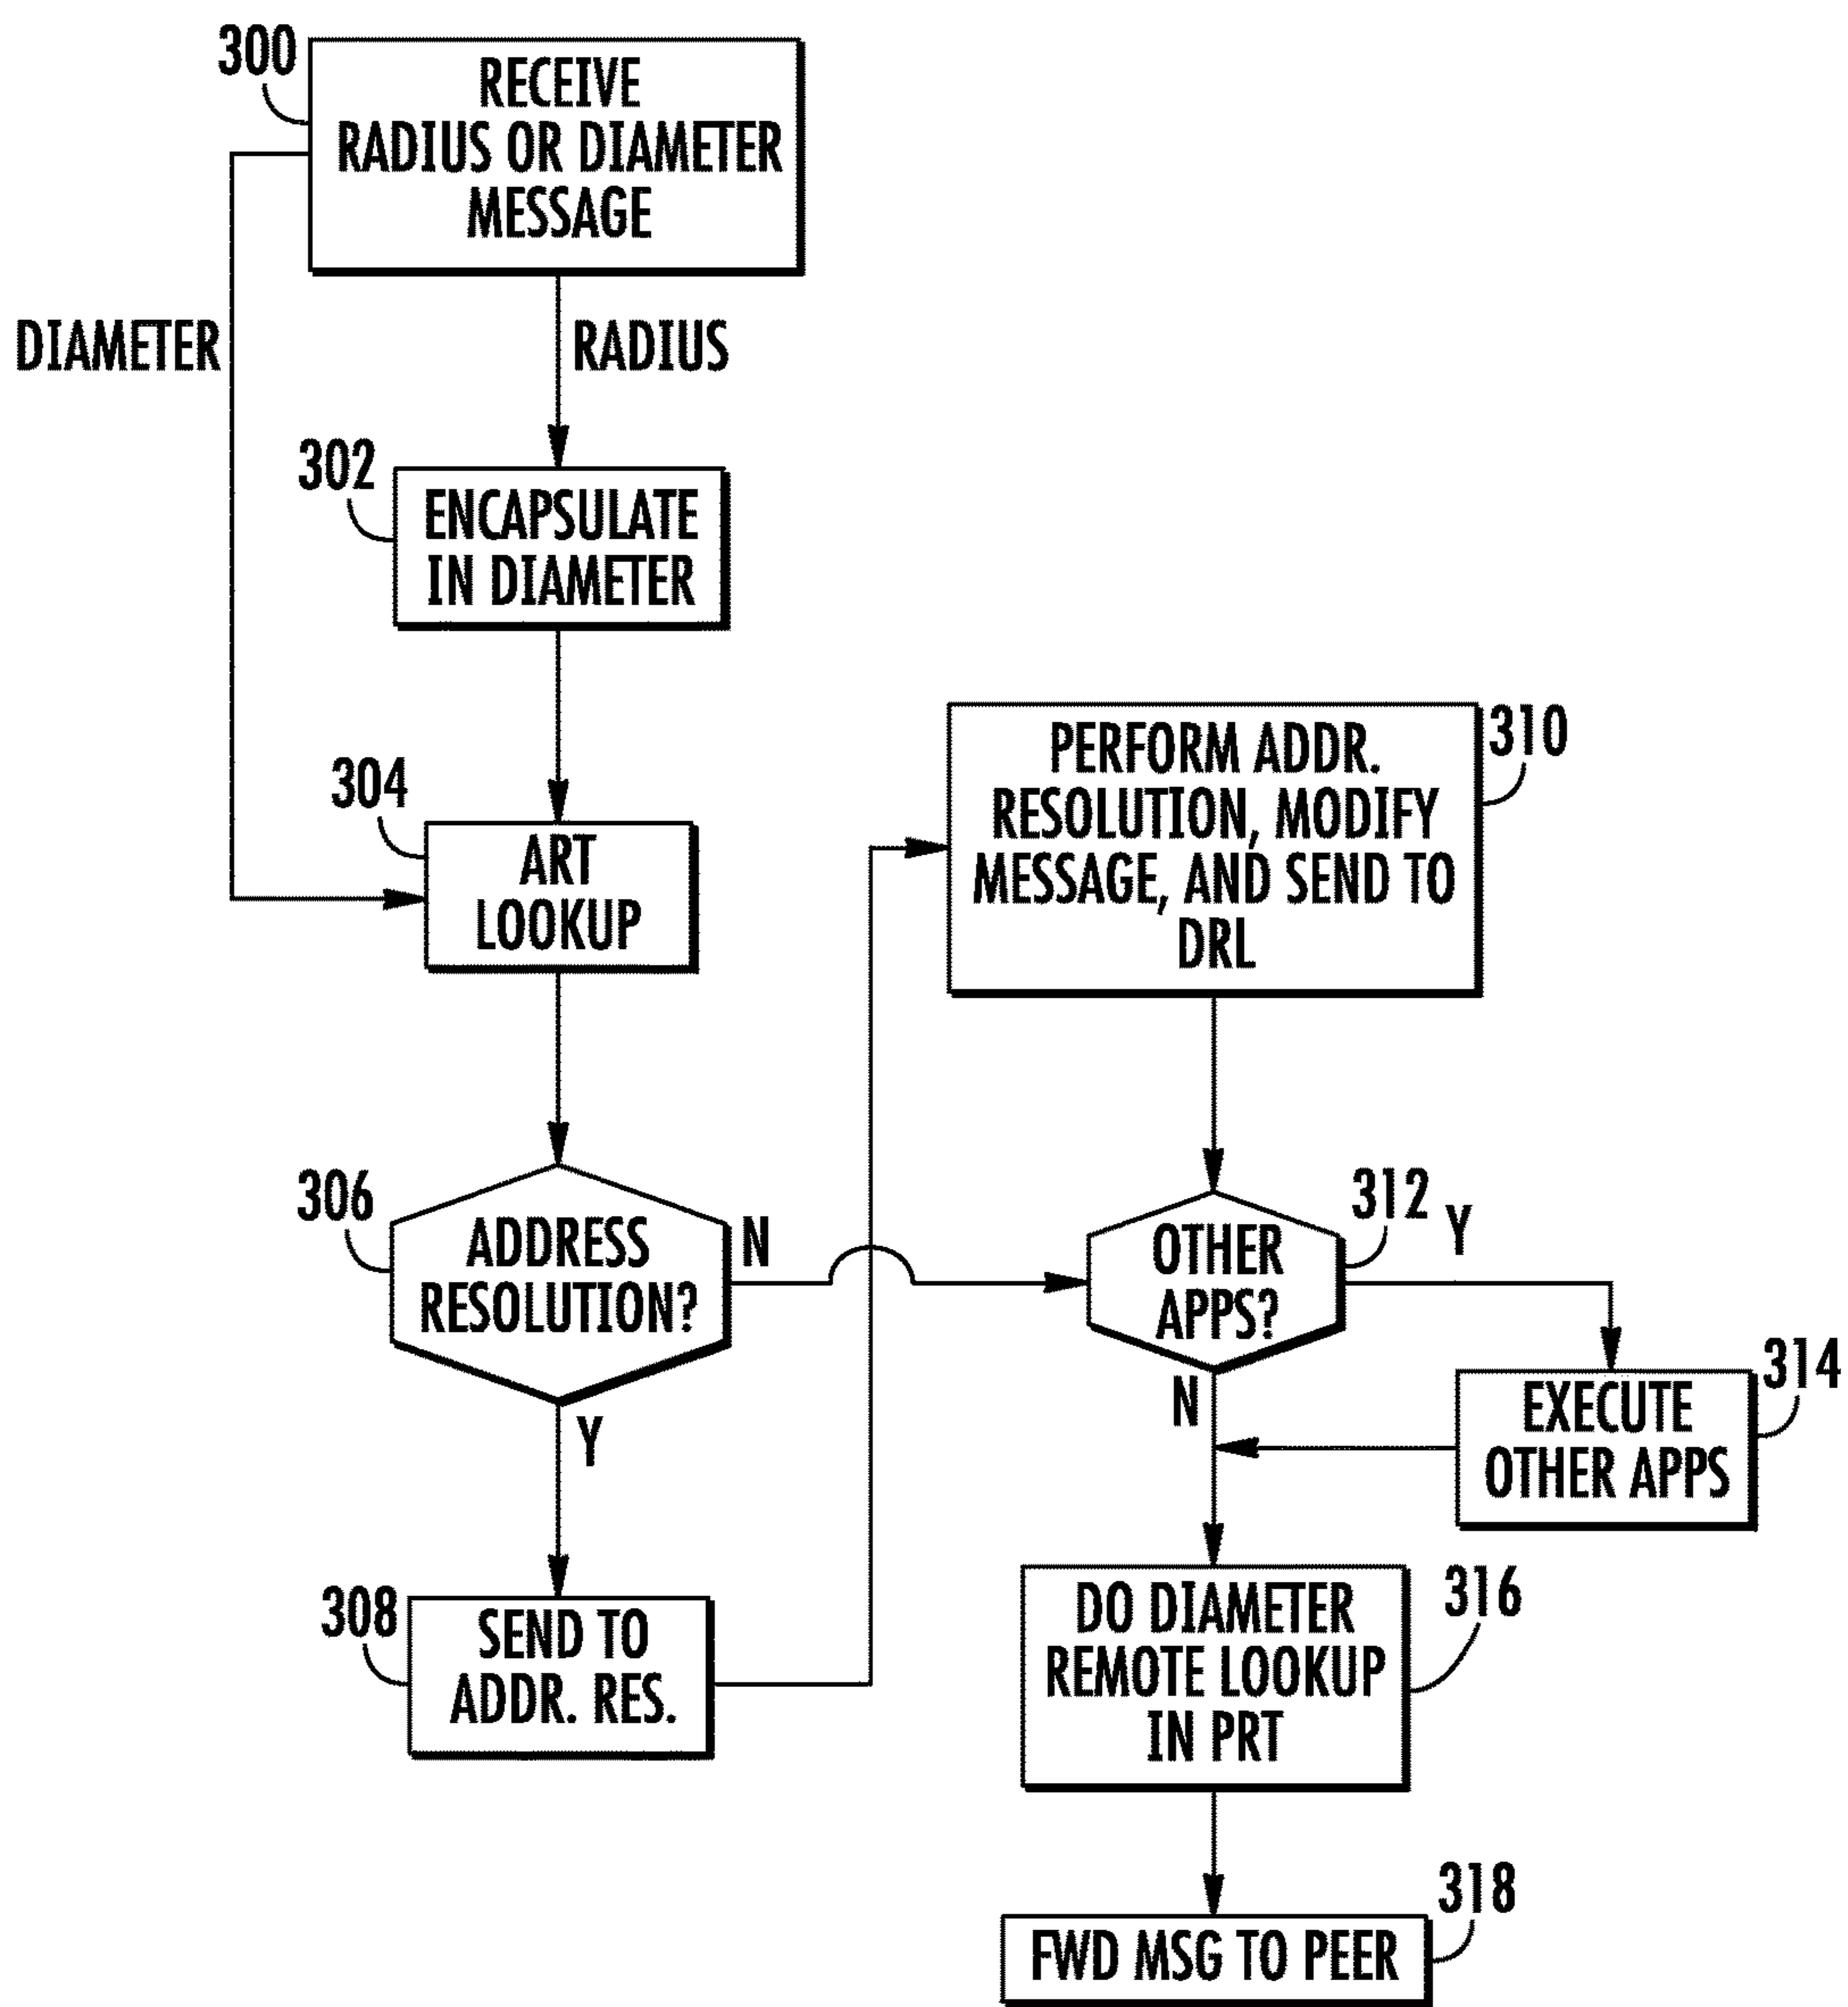 300
RECEIVE
RADIUS OR DIAMETER
MESSAGE
DIAMETER
RADIUS
302
ENCAPSULATE
IN DIAMETER
304
ART
LOOKUP
306
ADDRESS
RESOLUTION?
N
Y
308
SEND TO
ADDR. RES.
310
PERFORM ADDR.
RESOLUTION, MODIFY
MESSAGE, AND SEND TO
DRL
312
OTHER
APPS?
Y
N
314
EXECUTE
OTHER APPS
316
DO DIAMETER
REMOTE LOOKUP
IN PRT
318
FWD MSG TO PEER